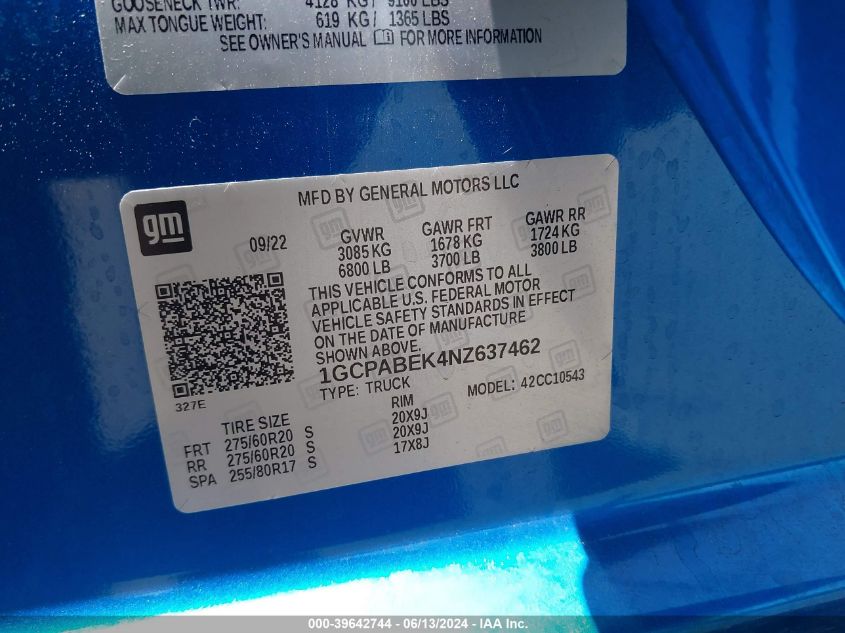 GOOSENECK TWR: 4128 KG / 9100 LBS
MAX TONGUE WEIGHT: 619 KG / 1365 LBS
SEE OWNER'S MANUAL FOR MORE INFORMATION
MFD BY GENERAL MOTORS LLC
gm
09/22
GVWR GAWR FRT GAWR RR
3085 KG 1678 KG 1724 KG
6800 LB 3700 LB 3800 LB
THIS VEHICLE CONFORMS TO ALL
APPLICABLE U.S. FEDERAL MOTOR
VEHICLE SAFETY STANDARDS IN EFFECT
ON THE DATE OF MANUFACTURE
SHOWN ABOVE.
1GCPABEK4NZ637462
TYPE: TRUCK MODEL: 42CC10543
327E
TIRE SIZE RIM
FRT 275/60R20 S 20X9J
RR 275/60R20 S 20X9J
SPA 255/80R17 S 17X8J
000-39642744 - 06/13/2024 - IAA Inc.